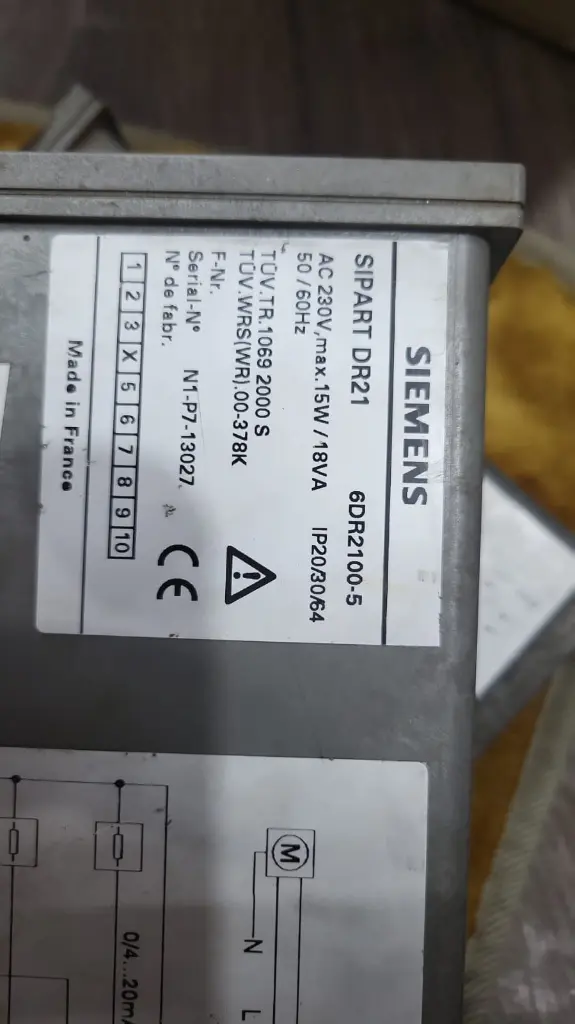 SIEMENS
SIPART DR21 6DR2100-5
AC 230V,max.15W / 18VA IP20/30/64
50 / 60Hz
TÜV.TR.1069 2000 S
TÜV.WRS(WR).00-378K
F-Nr.
Serial-N° N1-P7-13027
N° de fabr.
1 2 3 X 5 6 7 8 9 10
CE
Made in France
M
N L
0/4...20m